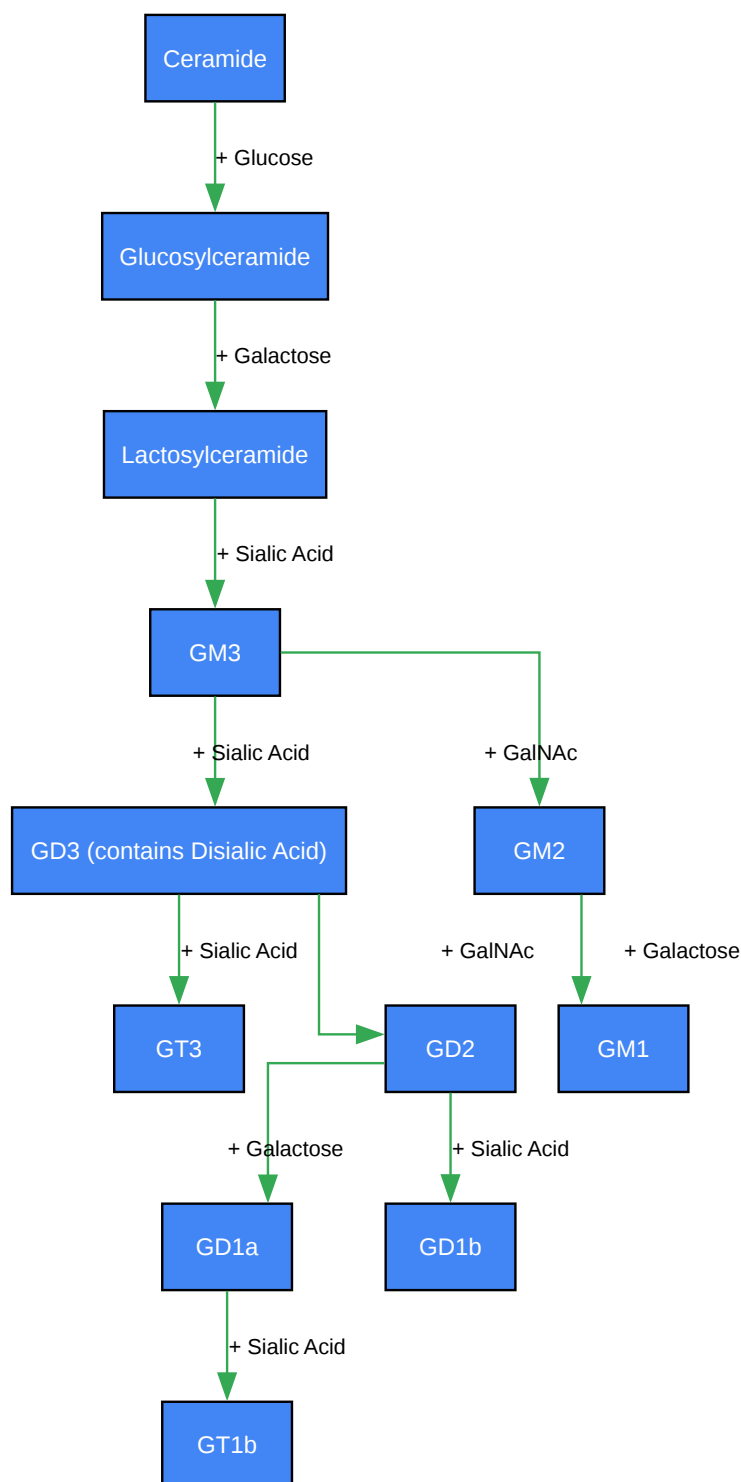 Ceramide
+ Glucose
Glucosylceramide
+ Galactose
Lactosylceramide
+ Sialic Acid
GM3
+ Sialic Acid
+ GalNAc
GD3 (contains Disialic Acid)
GM2
+ Sialic Acid
+ GalNAc
+ Galactose
GT3
GD2
GM1
+ Galactose
+ Sialic Acid
GD1a
GD1b
+ Sialic Acid
GT1b